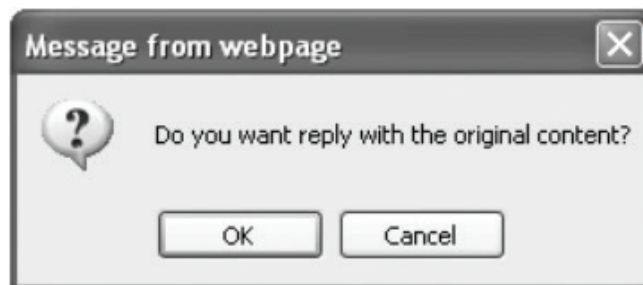 Message from webpage
Do you want reply with the original content?
OK
Cancel